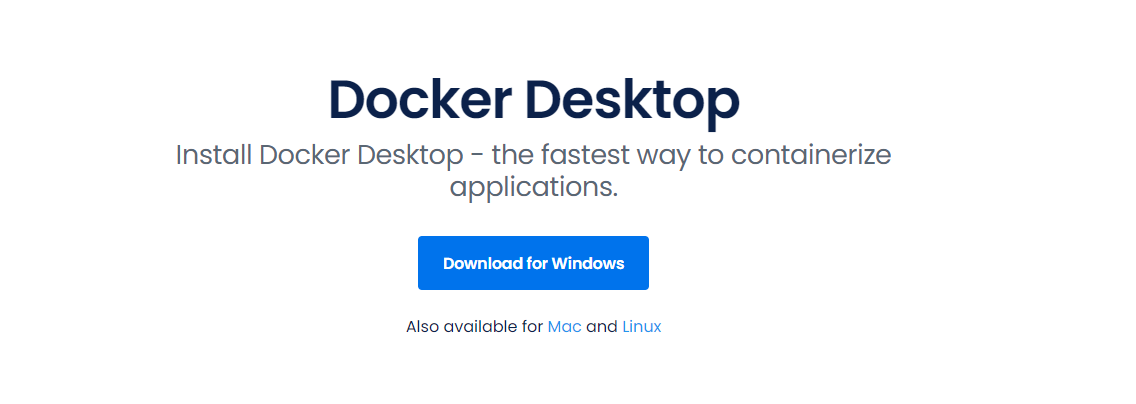 Docker Desktop
Install Docker Desktop - the fastest way to containerize
applications.
Download for Windows
Also available for Mac and Linux